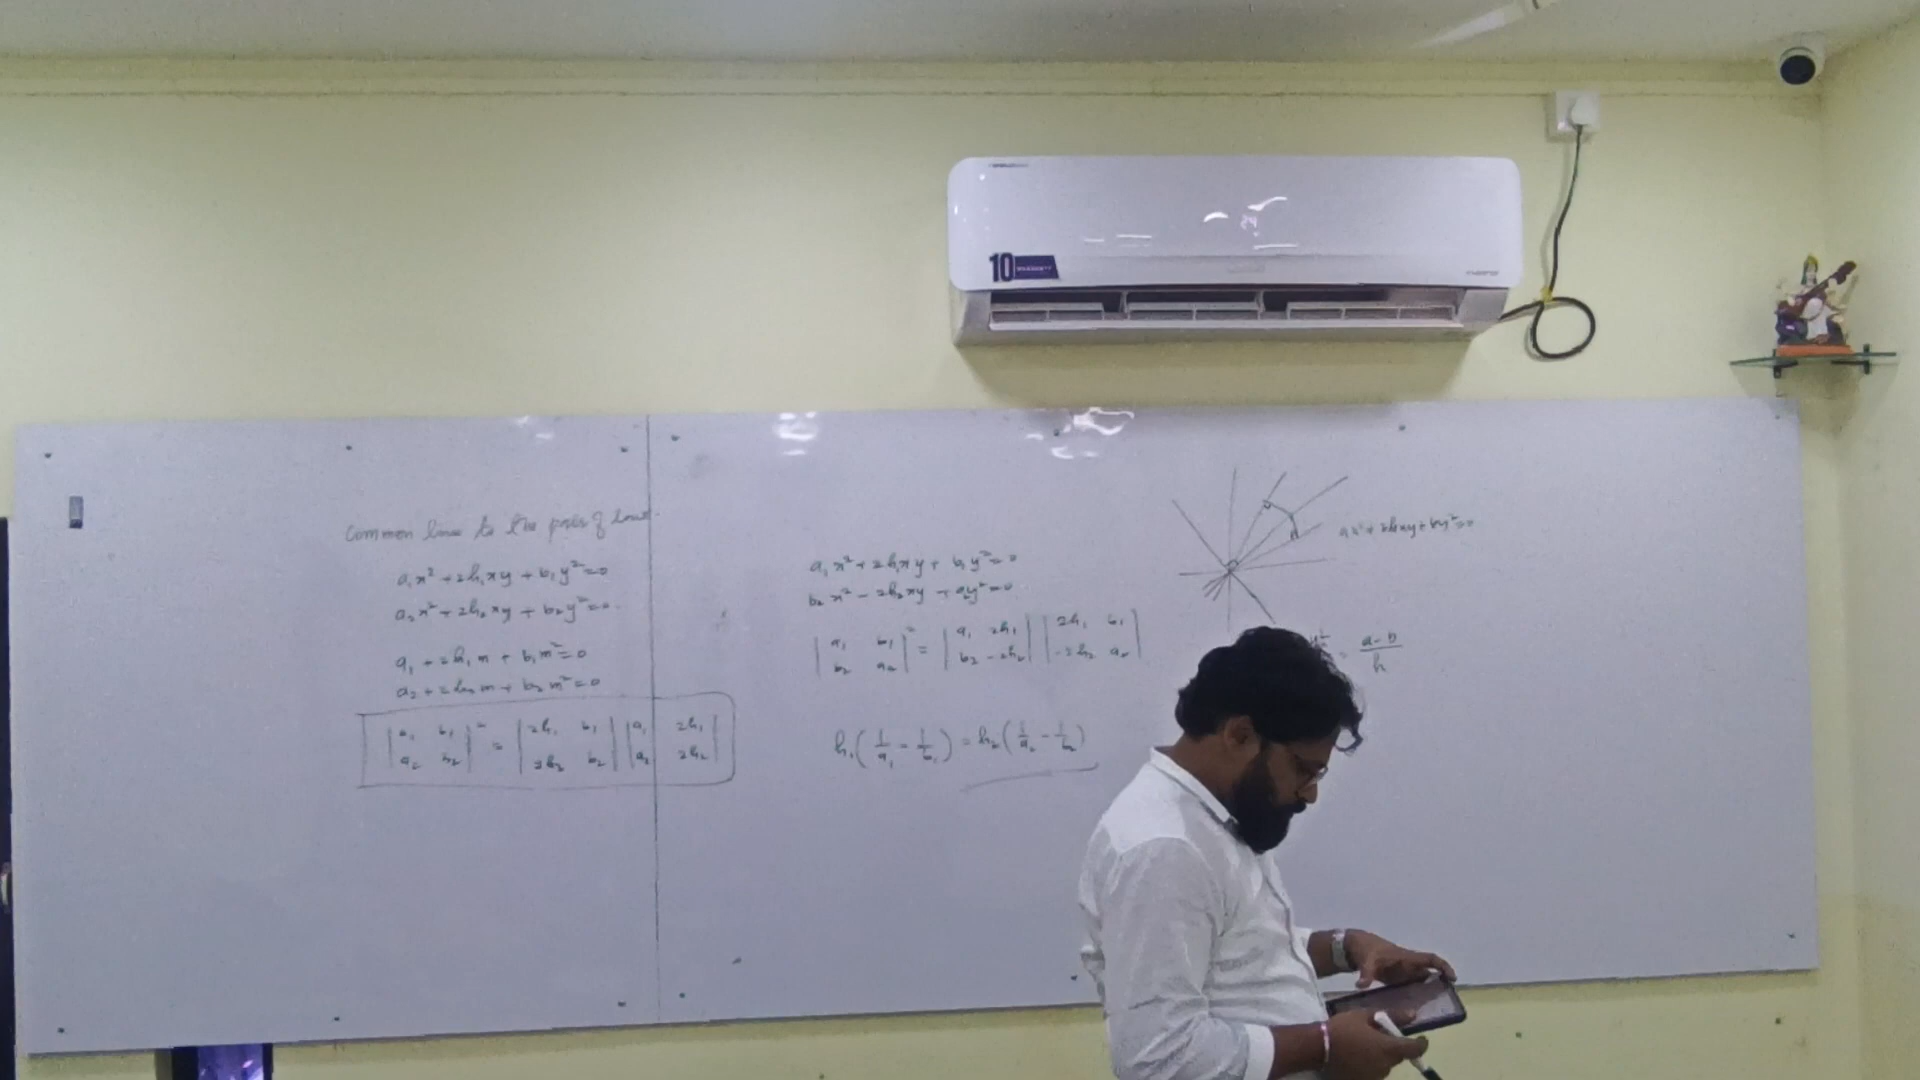 Common lines to the pairs of lines.
a₁x² + 2h₁xy + b₁y² = 0
a₂x² + 2h₂xy + b₂y² = 0.
a₁ + 2h₁m + b₁m² = 0
a₂ + 2h₂m + b₂m² = 0
|a₁ b₁; a₂ b₂|² = |2h₁ b₁; 2h₂ b₂| |a₁ 2h₁; a₂ 2h₂|
a₁x² + 2h₁xy + b₁y² = 0
b₂x² - 2h₂xy + a₂y² = 0
|a₁ b₁; b₂ a₂|² = |a₁ 2h₁; b₂ -2h₂| |2h₁ b₁; -2h₂ a₂|
h₁(1/a₁ - 1/b₁) = h₂(1/a₂ - 1/b₂)
ax² + 2hxy + by² = 0
= (a-b)/h
10
24